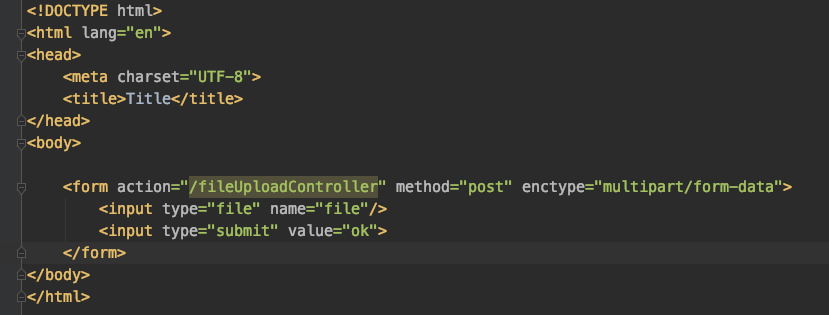 <!DOCTYPE html>
<html lang="en">
<head>
    <meta charset="UTF-8">
    <title>Title</title>
</head>
<body>

    <form action="/fileUploadController" method="post" enctype="multipart/form-data">
        <input type="file" name="file"/>
        <input type="submit" value="ok">
    </form>
</body>
</html>